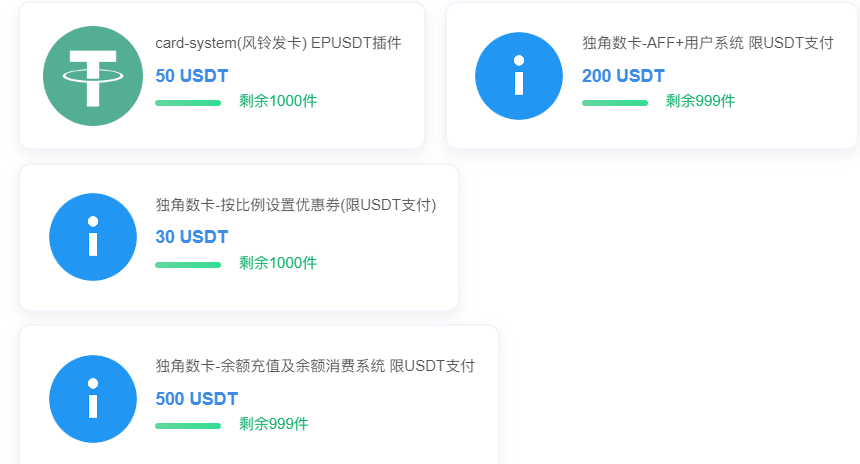 card-system(风铃发卡) EPUSDT插件
50 USDT
剩余1000件
独角数卡-AFF+用户系统 限USDT支付
200 USDT
剩余999件
独角数卡-按比例设置优惠券(限USDT支付)
30 USDT
剩余1000件
独角数卡-余额充值及余额消费系统 限USDT支付
500 USDT
剩余999件